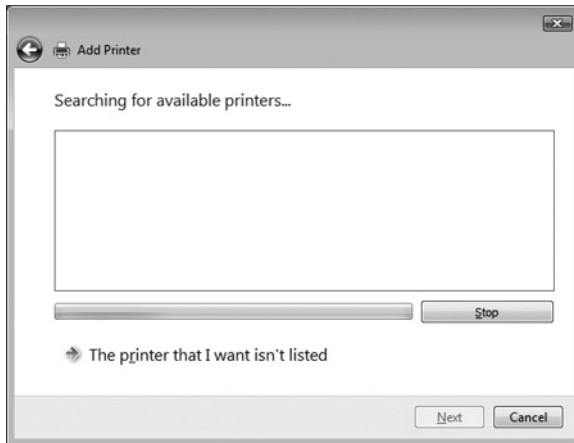 Add Printer
Searching for available printers...
Stop
The printer that I want isn't listed
Next
Cancel